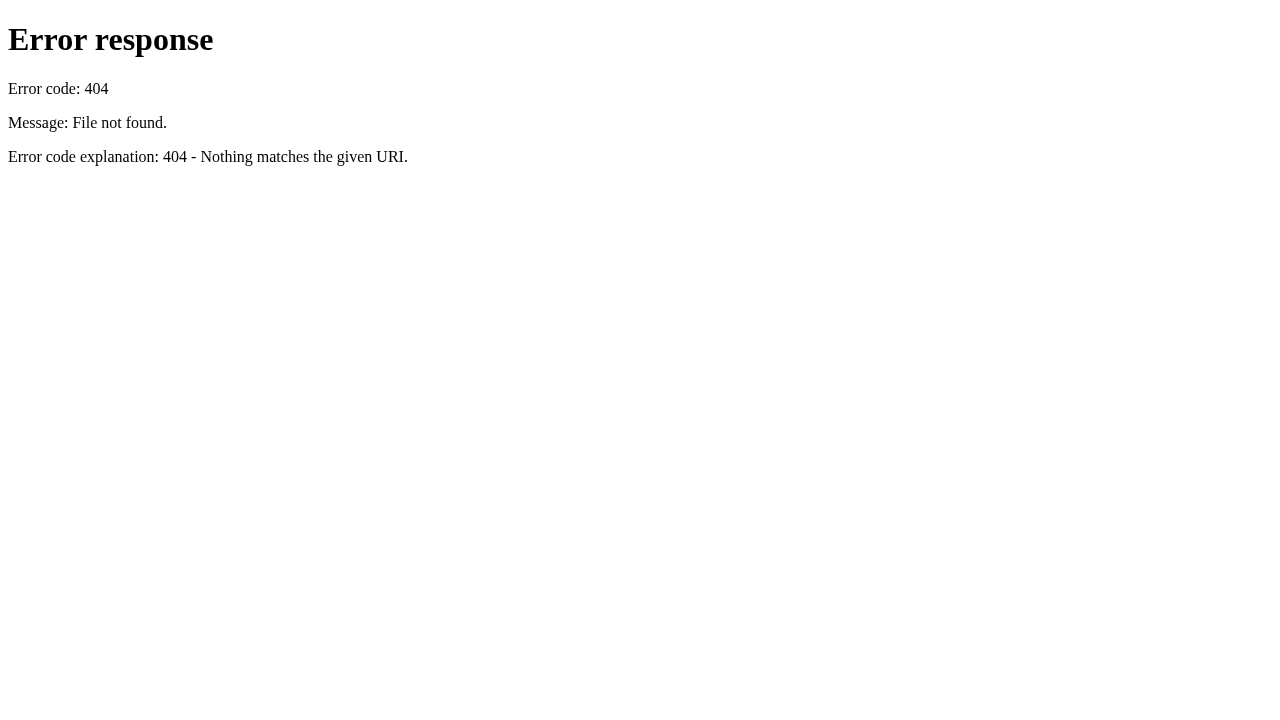 Error response
Error code: 404
Message: File not found.
Error code explanation: 404 - Nothing matches the given URI.